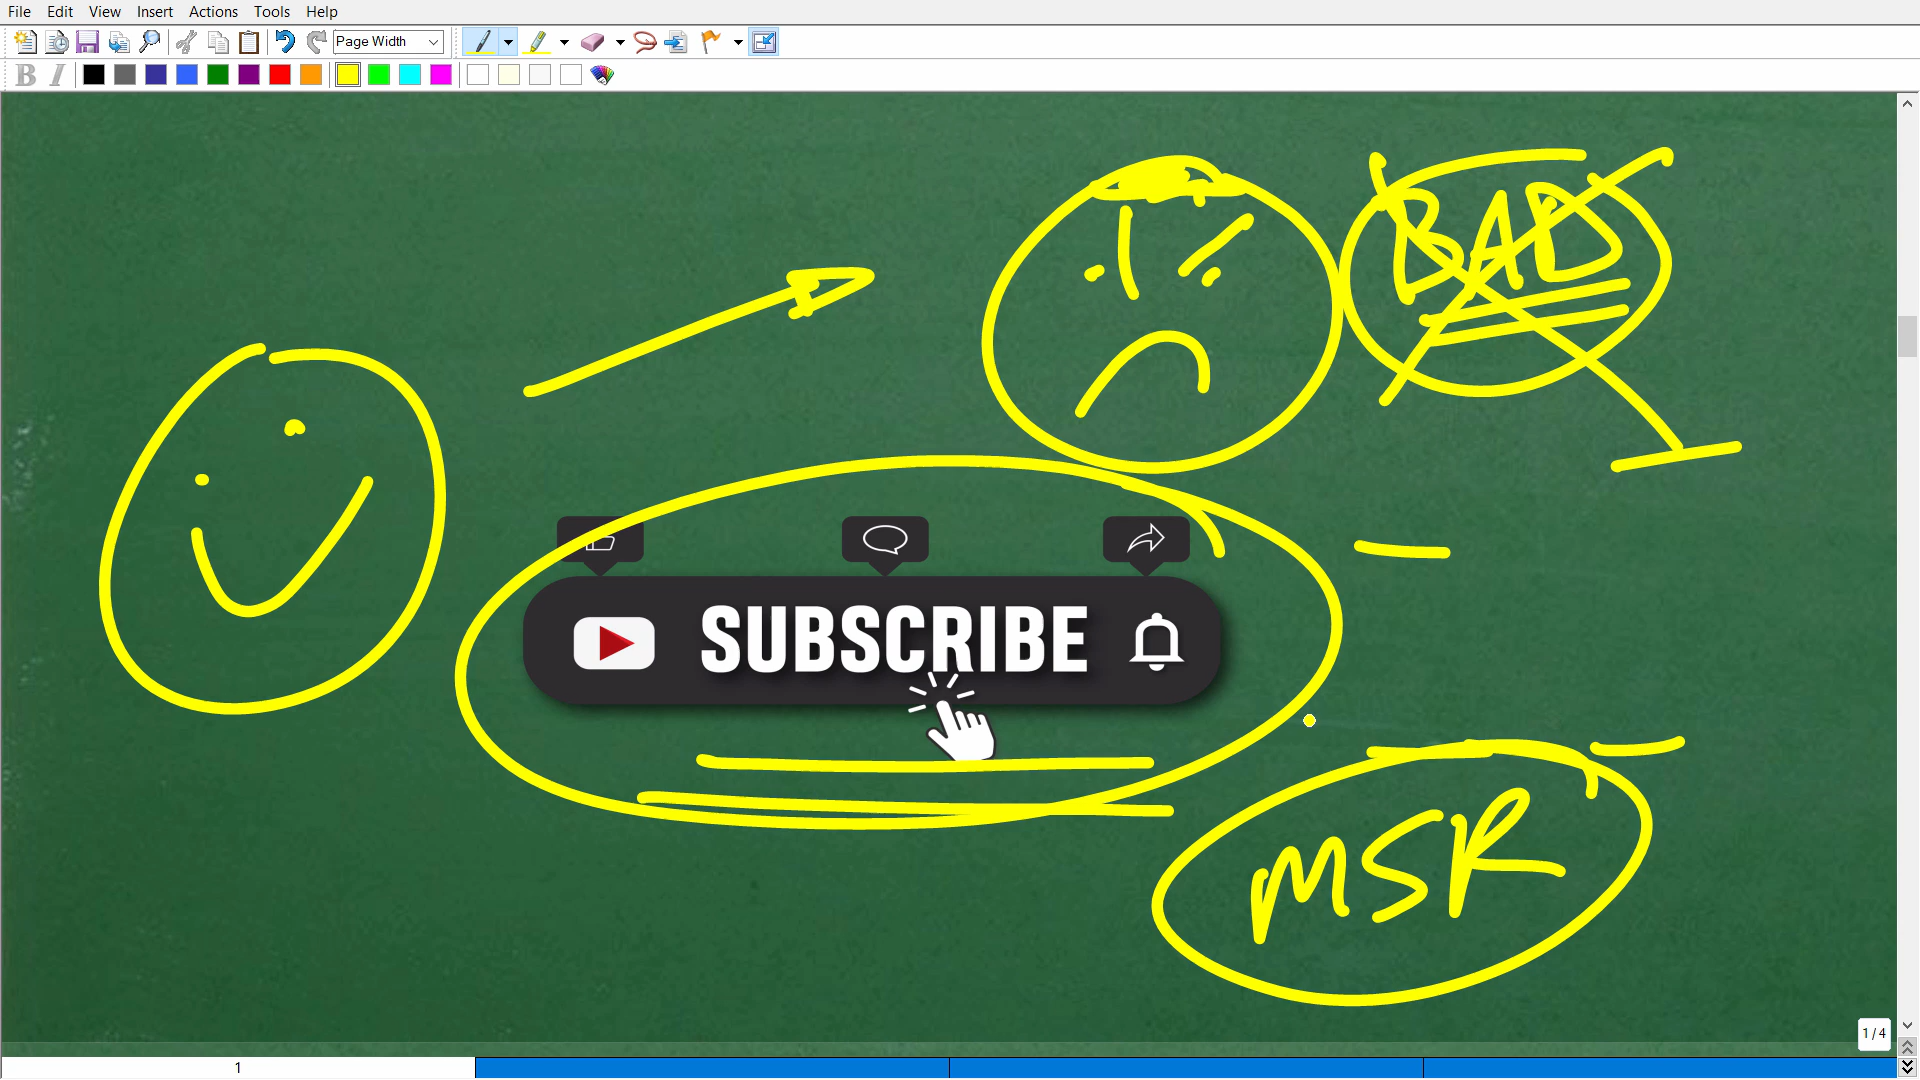 File Edit View Insert Actions Tools Help
Page Width
B I
BAD
SUBSCRIBE
MSR
1 / 4
1